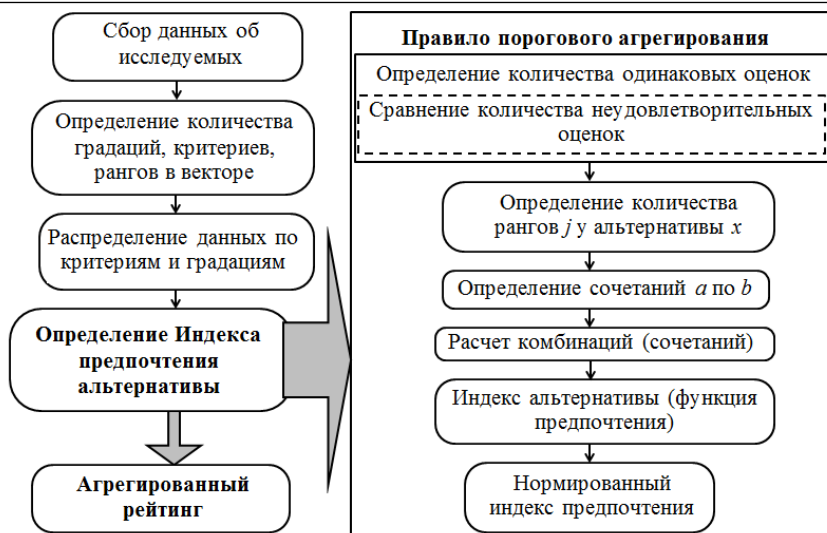 Сбор данных об
исследуемых
Определение количества
градаций, критериев,
рангов в векторе
Распределение данных по
критериям и градациям
Определение Индекса
предпочтения
альтернативы
Агрегированный
рейтинг
Правило порогового агрегирования
Определение количества одинаковых оценок
Сравнение количества неудовлетворительных
оценок
Определение количества
рангов j у альтернативы x
Определение сочетаний a по b
Расчет комбинаций (сочетаний)
Индекс альтернативы (функция
предпочтения)
Нормированный
индекс предпочтения